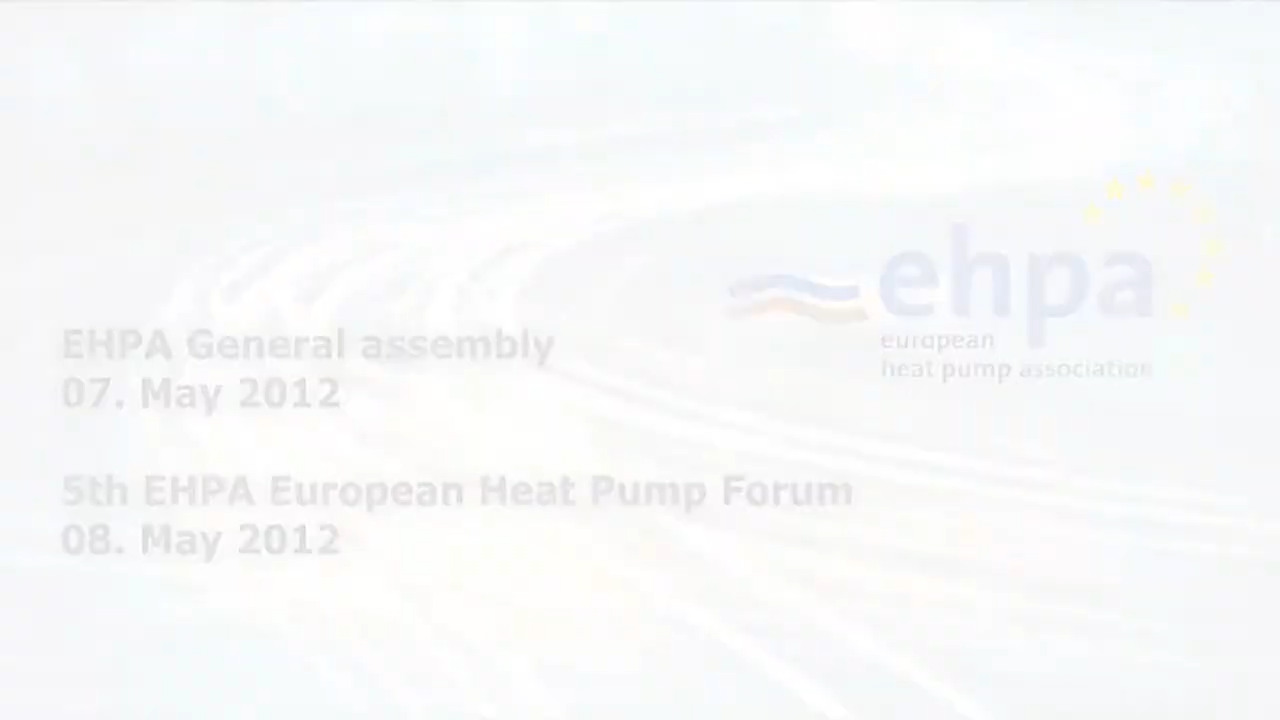 EHPA General assembly
07. May 2012
5th EHPA European Heat Pump Forum
08. May 2012
ehpa
european
heat pump association